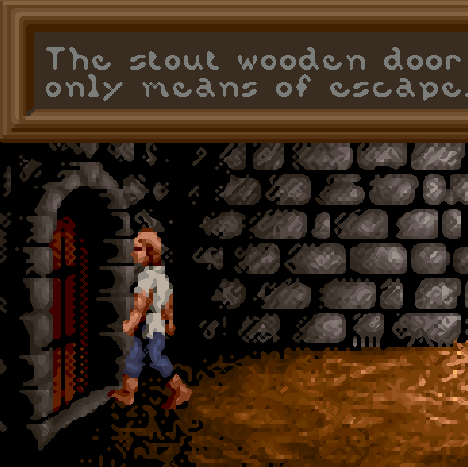 The stout wooden door
only means of escape.